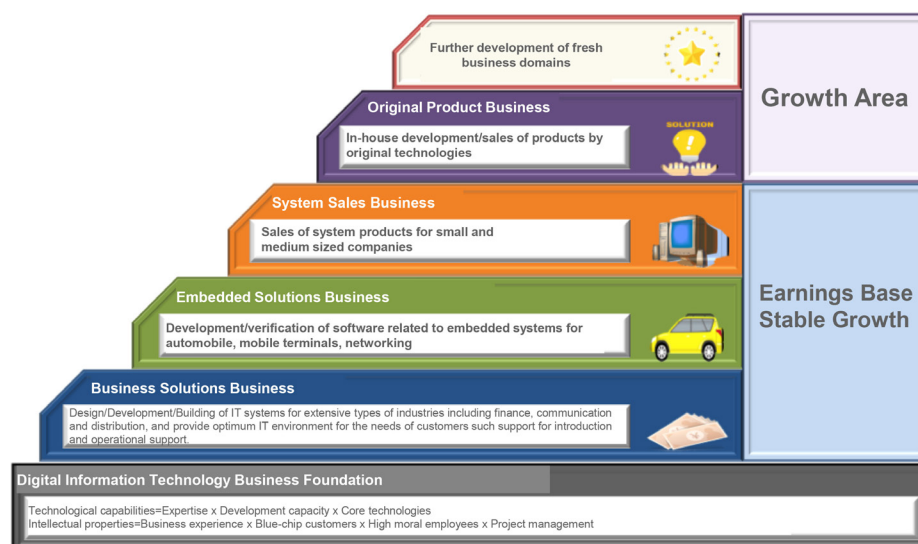 Further development of fresh
business domains
Growth Area
Original Product Business
In-house development/sales of products by
original technologies
SOLUTION
System Sales Business
Sales of system products for small and
medium sized companies
Embedded Solutions Business
Development/verification of software related to embedded systems for
automobile, mobile terminals, networking
Earnings Base
Stable Growth
Business Solutions Business
Design/Development/Building of IT systems for extensive types of industries including finance, communication
and distribution, and provide optimum IT environment for the needs of customers such support for introduction
and operational support.
Digital Information Technology Business Foundation
Technological capabilities=Expertise x Development capacity x Core technologies
Intellectual properties=Business experience x Blue-chip customers x High moral employees x Project management